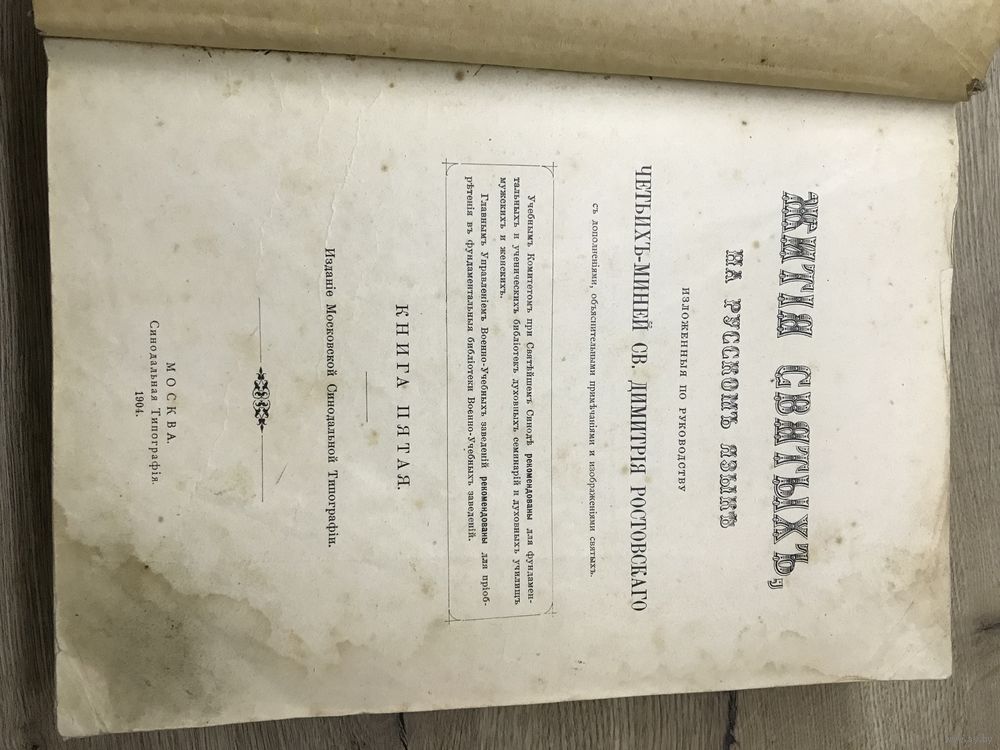 ЖИТІЯ СВЯТЫХЪ,
НА РУССКОМЪ ЯЗЫКѢ
ИЗЛОЖЕННЫЯ ПО РУКОВОДСТВУ
ЧЕТЬИХЪ-МИНЕЙ СВ. ДИМИТРІЯ РОСТОВСКАГО
съ дополненіями, объяснительными примѣчаніями и изображеніями святыхъ.
Учебнымъ Комитетомъ при Святѣйшемъ Синодѣ рекомендованы для фундамен-
тальныхъ и ученическихъ библіотекъ духовныхъ семинарій и духовныхъ училищъ
мужскихъ и женскихъ.
Главнымъ Управленіемъ Военно-Учебныхъ заведеній рекомендованы для пріоб-
рѣтенія въ фундаментальныя библіотеки Военно-Учебныхъ заведеній.
КНИГА ПЯТАЯ.
Изданіе Московской Синодальной Типографіи.
МОСКВА.
Синодальная Типографія.
1904.